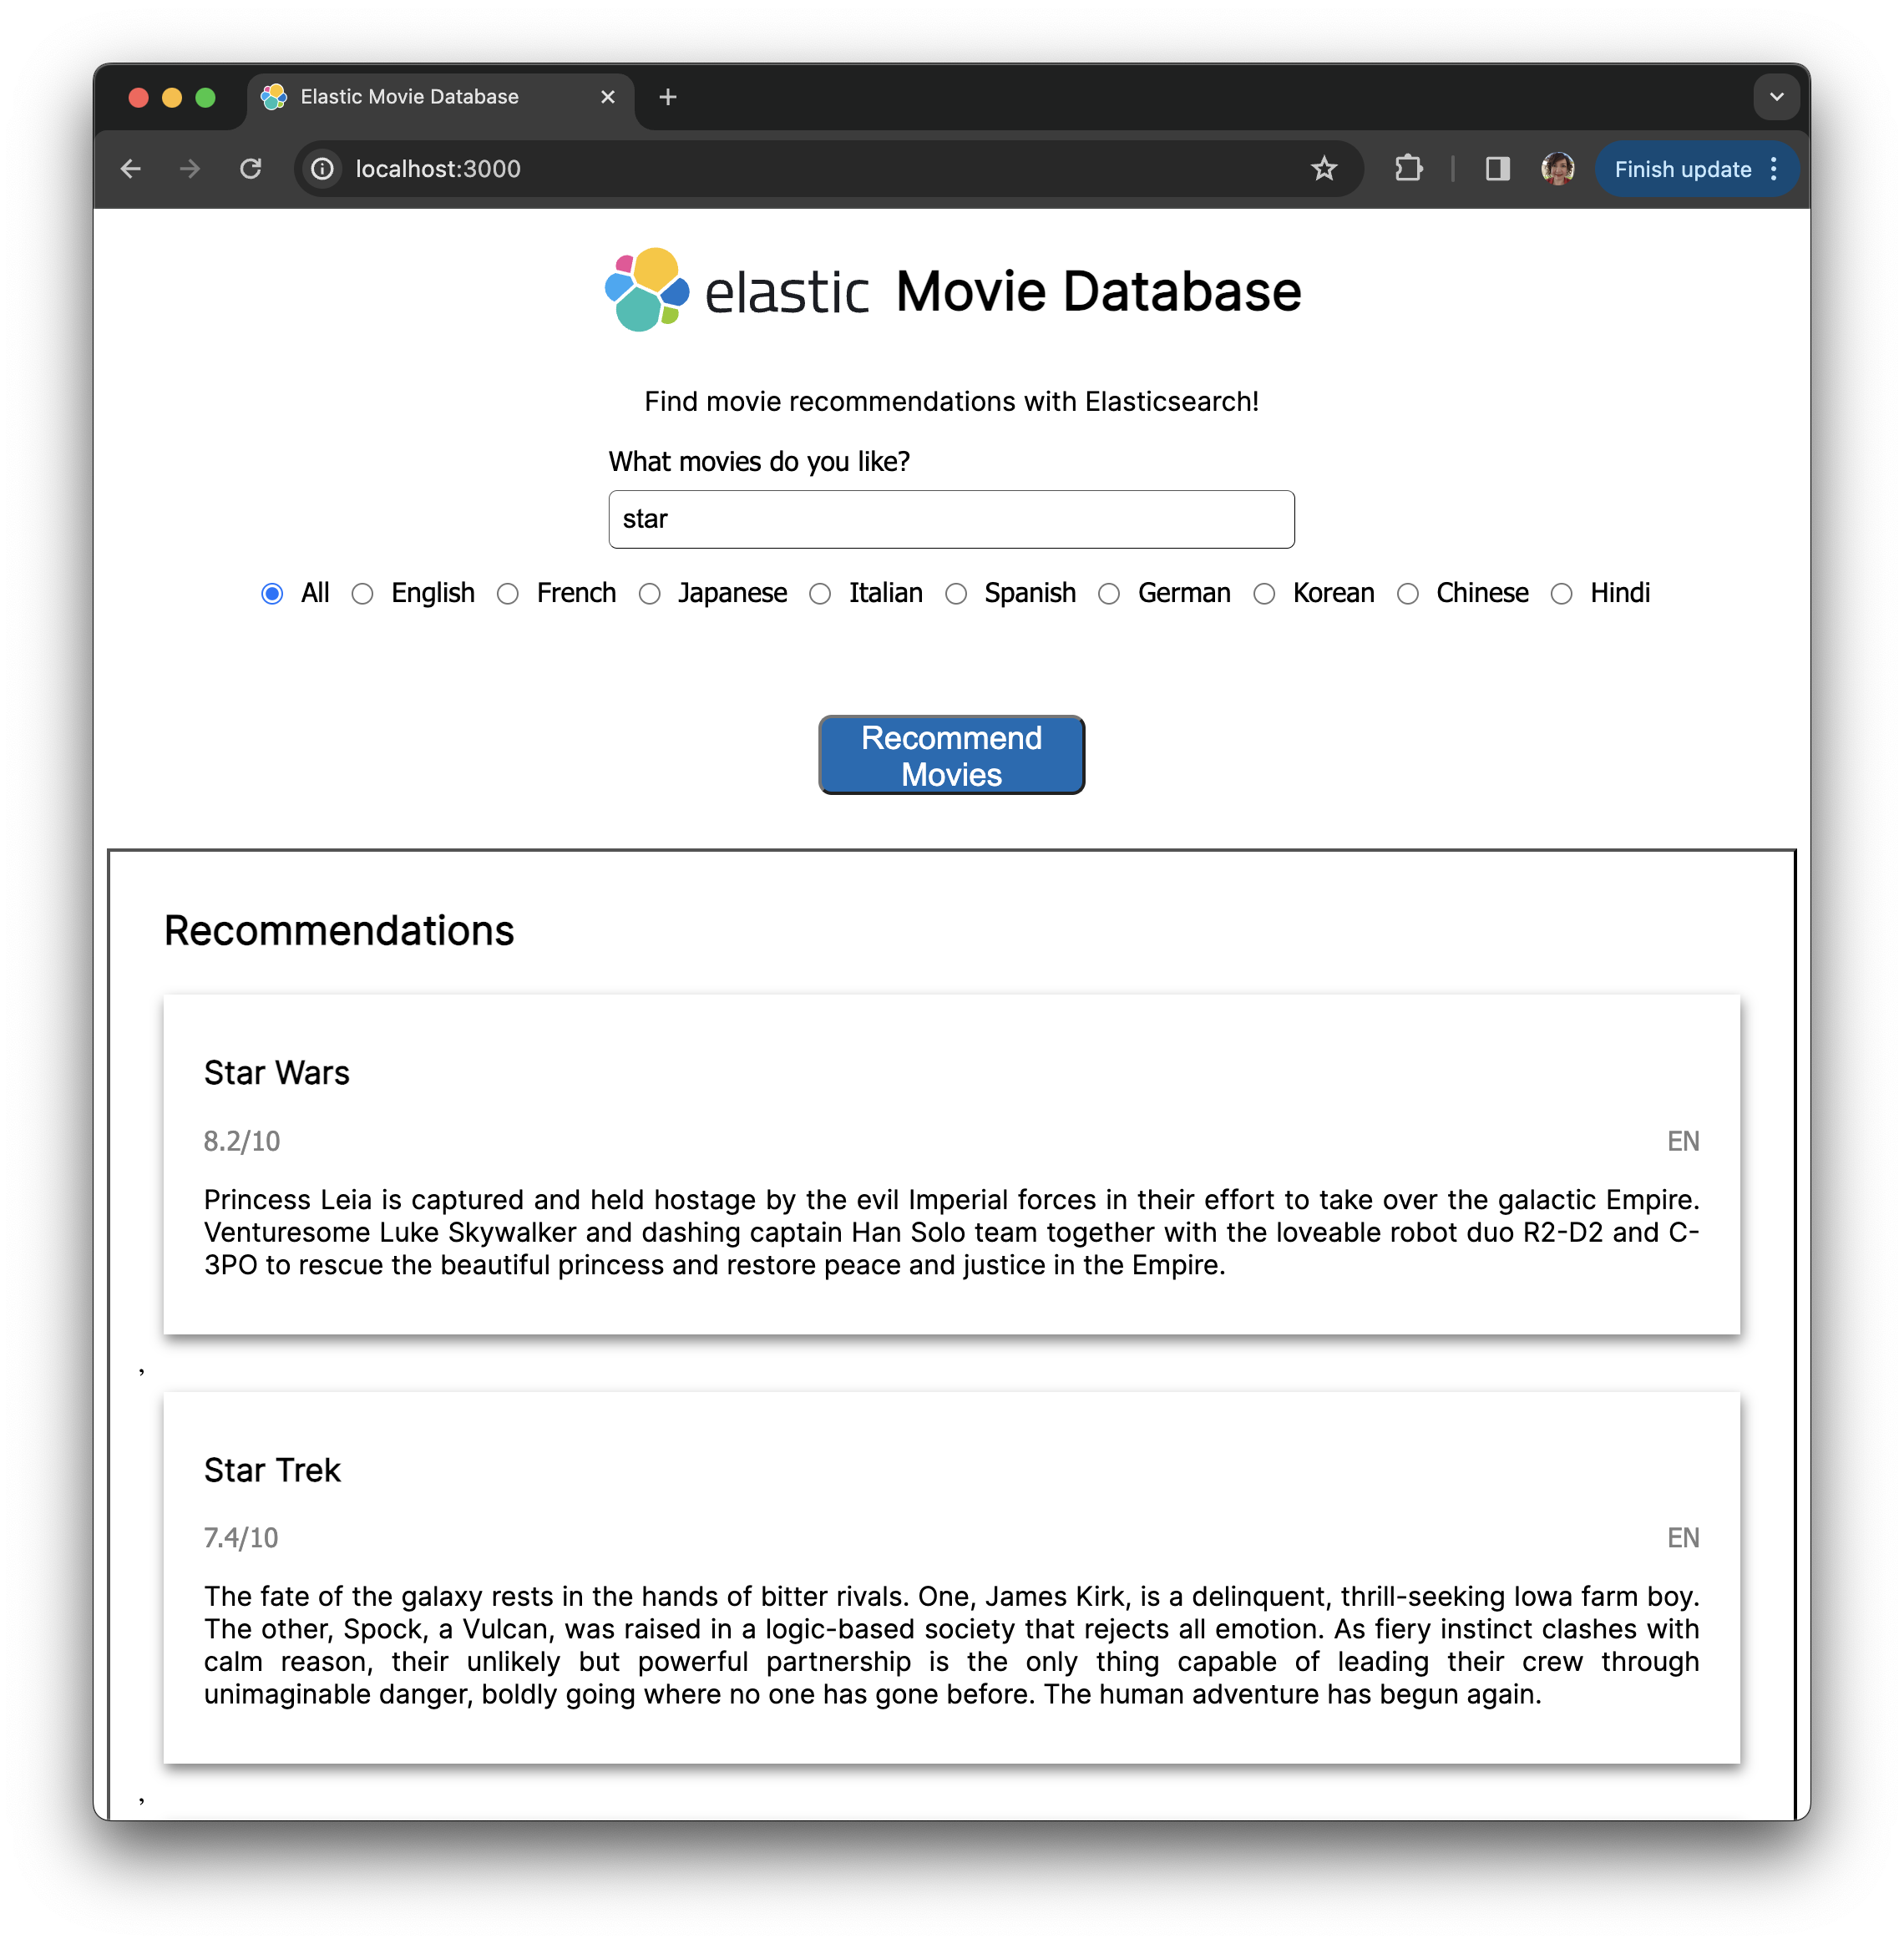 Elastic Movie Database
localhost:3000
Finish update
elastic Movie Database
Find movie recommendations with Elasticsearch!
What movies do you like?
star
All English French Japanese Italian Spanish German Korean Chinese Hindi
Recommend
Movies
Recommendations
Star Wars
8.2/10 EN
Princess Leia is captured and held hostage by the evil Imperial forces in their effort to take over the galactic Empire.
Venturesome Luke Skywalker and dashing captain Han Solo team together with the loveable robot duo R2-D2 and C-
3PO to rescue the beautiful princess and restore peace and justice in the Empire.
,
Star Trek
7.4/10 EN
The fate of the galaxy rests in the hands of bitter rivals. One, James Kirk, is a delinquent, thrill-seeking Iowa farm boy.
The other, Spock, a Vulcan, was raised in a logic-based society that rejects all emotion. As fiery instinct clashes with
calm reason, their unlikely but powerful partnership is the only thing capable of leading their crew through
unimaginable danger, boldly going where no one has gone before. The human adventure has begun again.
,